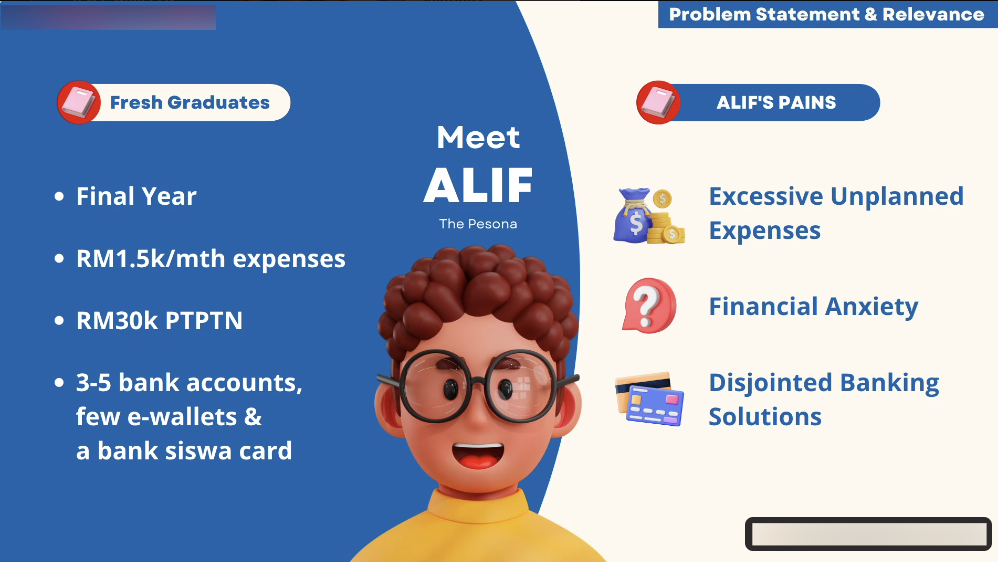 Problem Statement & Relevance
Fresh Graduates
Final Year
RM1.5k/mth expenses
RM30k PTPTN
3-5 bank accounts,
few e-wallets &
a bank siswa card
Meet
ALIF
The Pesona
ALIF'S PAINS
Excessive Unplanned
Expenses
Financial Anxiety
Disjointed Banking
Solutions